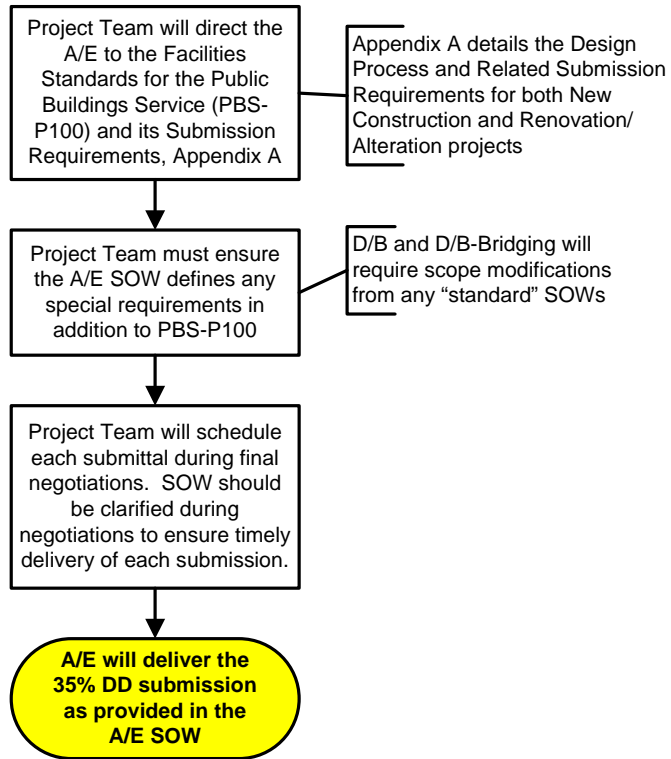 Project Team will direct the
A/E to the Facilities
Standards for the Public
Buildings Service (PBS-
P100) and its Submission
Requirements, Appendix A
Appendix A details the Design
Process and Related Submission
Requirements for both New
Construction and Renovation/
Alteration projects
Project Team must ensure
the A/E SOW defines any
special requirements in
addition to PBS-P100
D/B and D/B-Bridging will
require scope modifications
from any “standard” SOWs
Project Team will schedule
each submittal during final
negotiations.  SOW should
be clarified during
negotiations to ensure timely
delivery of each submission.
A/E will deliver the
35% DD submission
as provided in the
A/E SOW